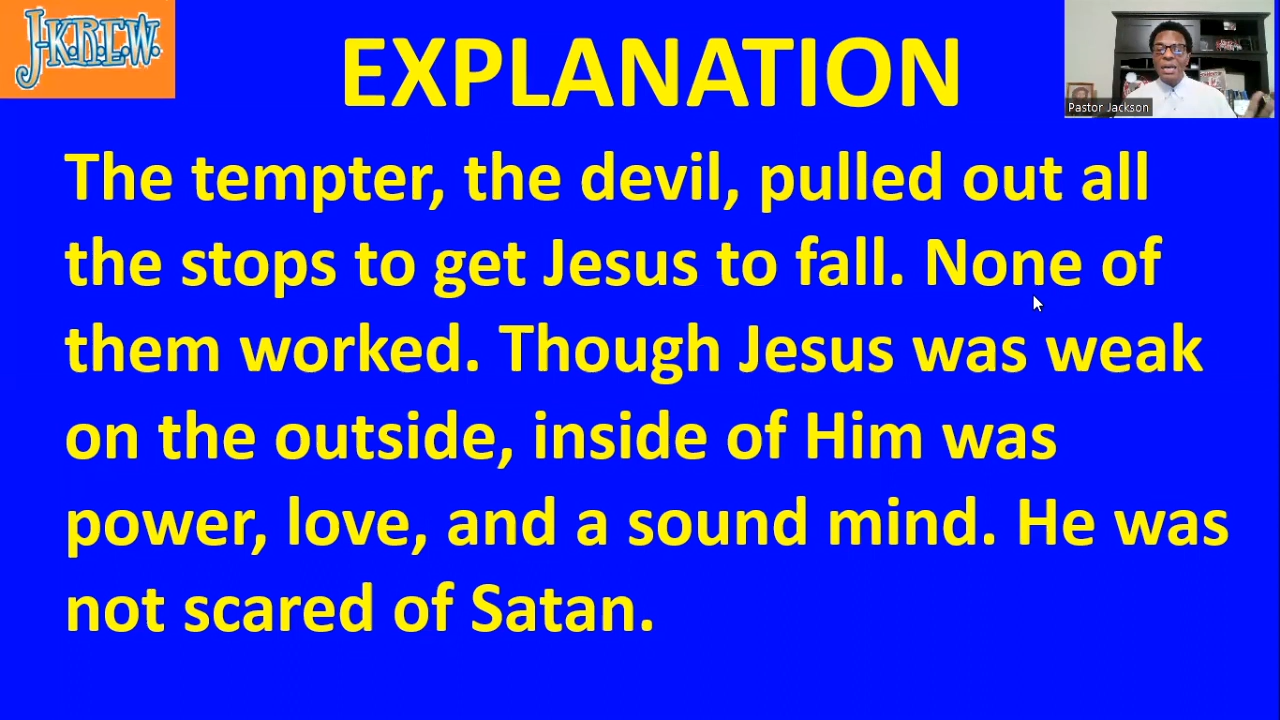 J-K.R.E.W.
EXPLANATION
Pastor Jackson
The tempter, the devil, pulled out all
the stops to get Jesus to fall. None of
them worked. Though Jesus was weak
on the outside, inside of Him was
power, love, and a sound mind. He was
not scared of Satan.